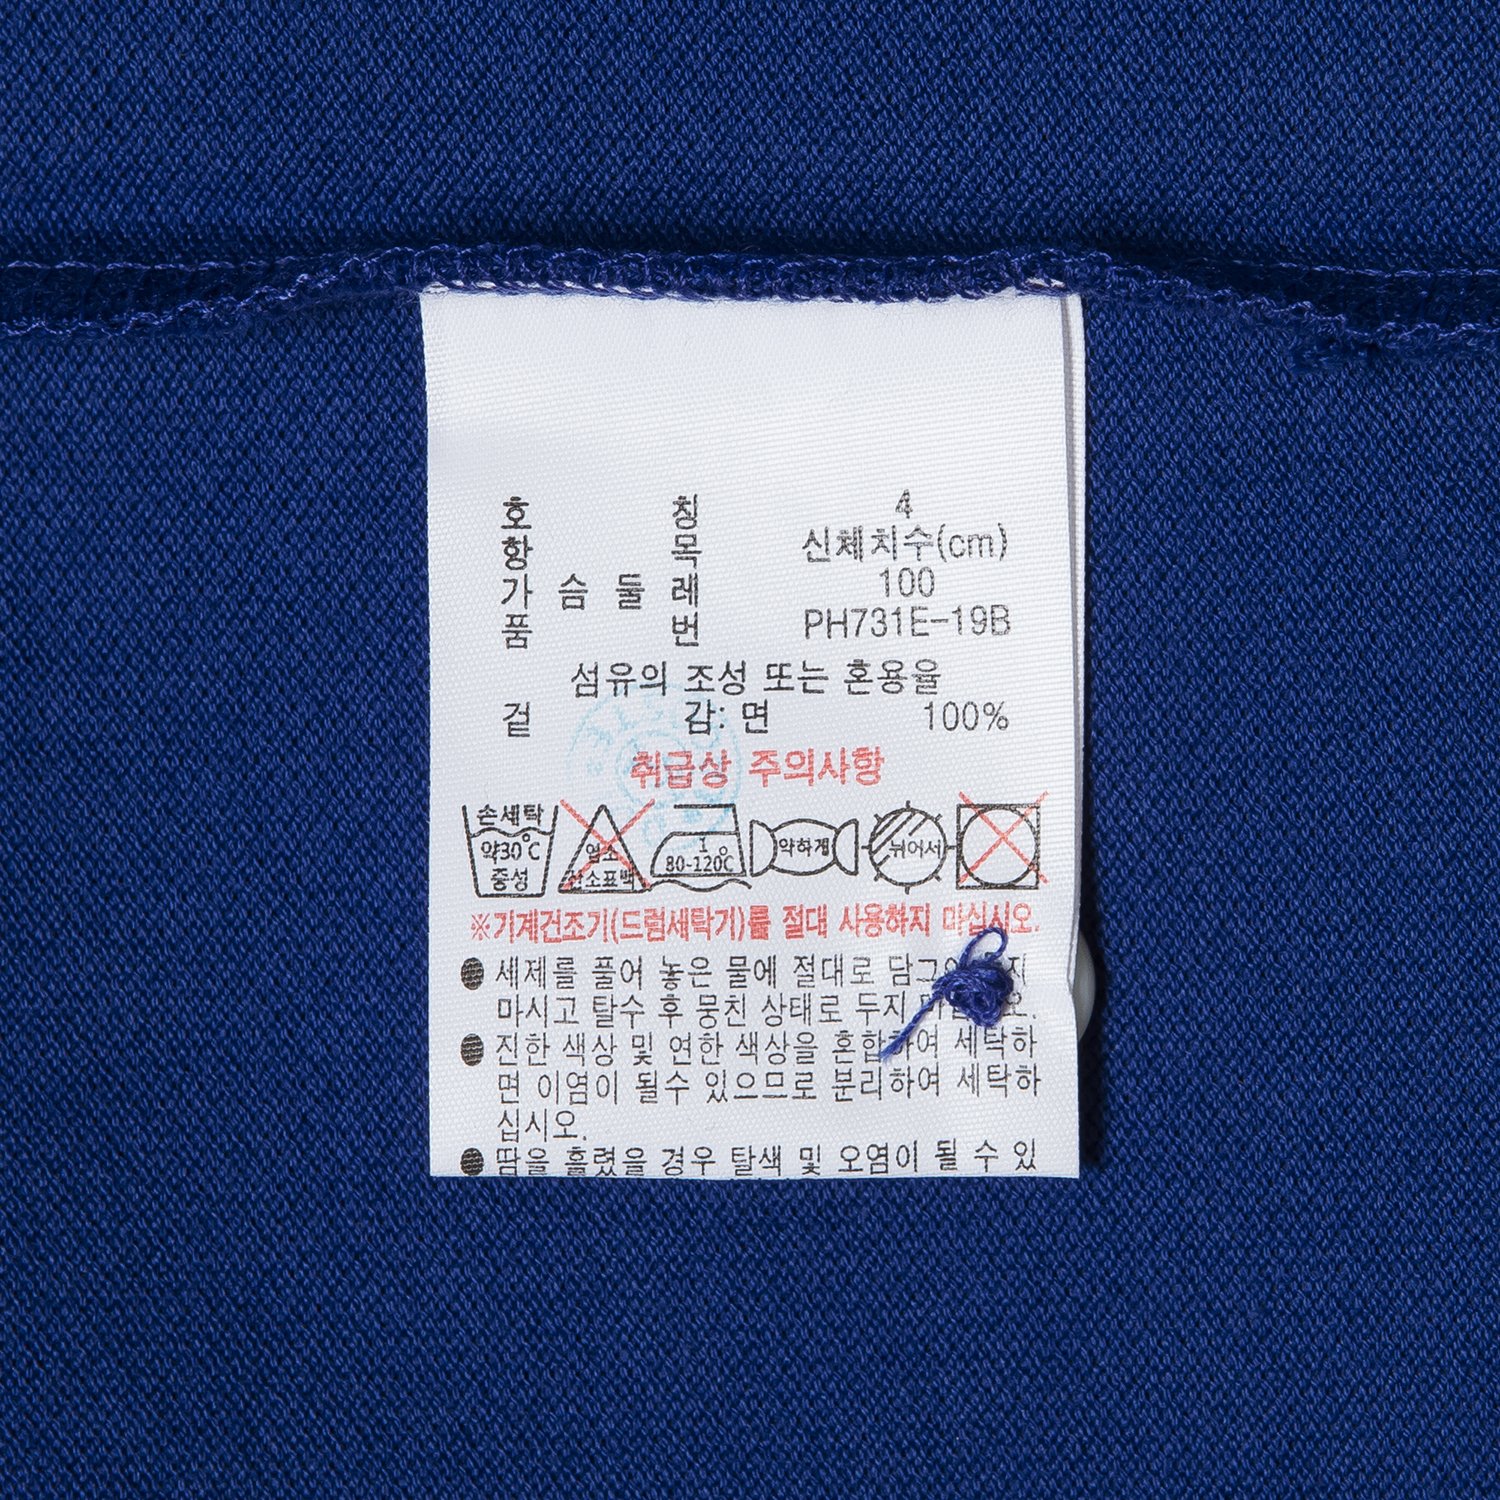 호 칭 4
항 목 신체치수(cm)
가 슴 둘 레 100
품 번 PH731E-19B
섬유의 조성 또는 혼용율
겉 감: 면 100%
취급상 주의사항
손세탁
약30℃
중성
염소
산소표백
1
80-120℃
약하게
뉘어서
※기계건조기(드럼세탁기)를 절대 사용하지 마십시오.
● 세제를 풀어 놓은 물에 절대로
마시고 탈수 후 뭉친 상태로 두지
● 진한 색상 및 연한 색상을 혼합하여 세탁하
면 이염이 될수 있으므로 분리하여 세탁하
십시오.
● 땀을 흘렸을 경우 탈색 및 오염이 될 수 있